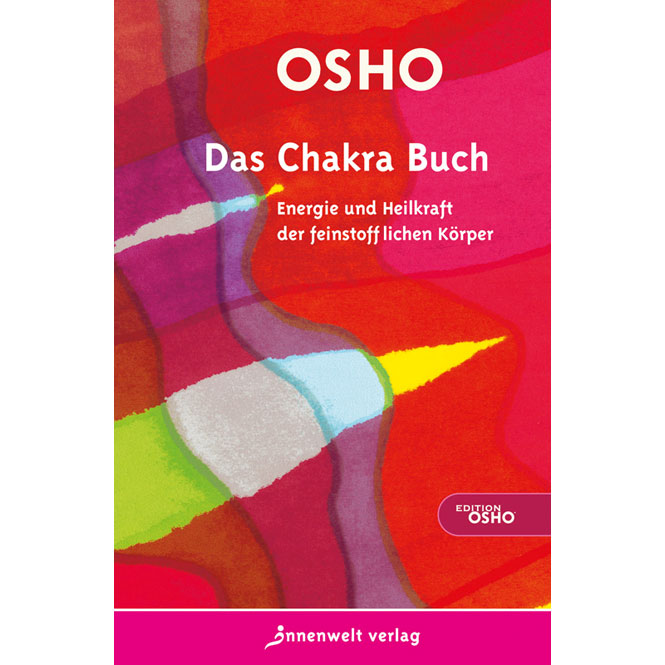 OSHO
Das Chakra Buch
Energie und Heilkraft
der feinstofflichen Körper
EDITION
OSHO
innenwelt verlag